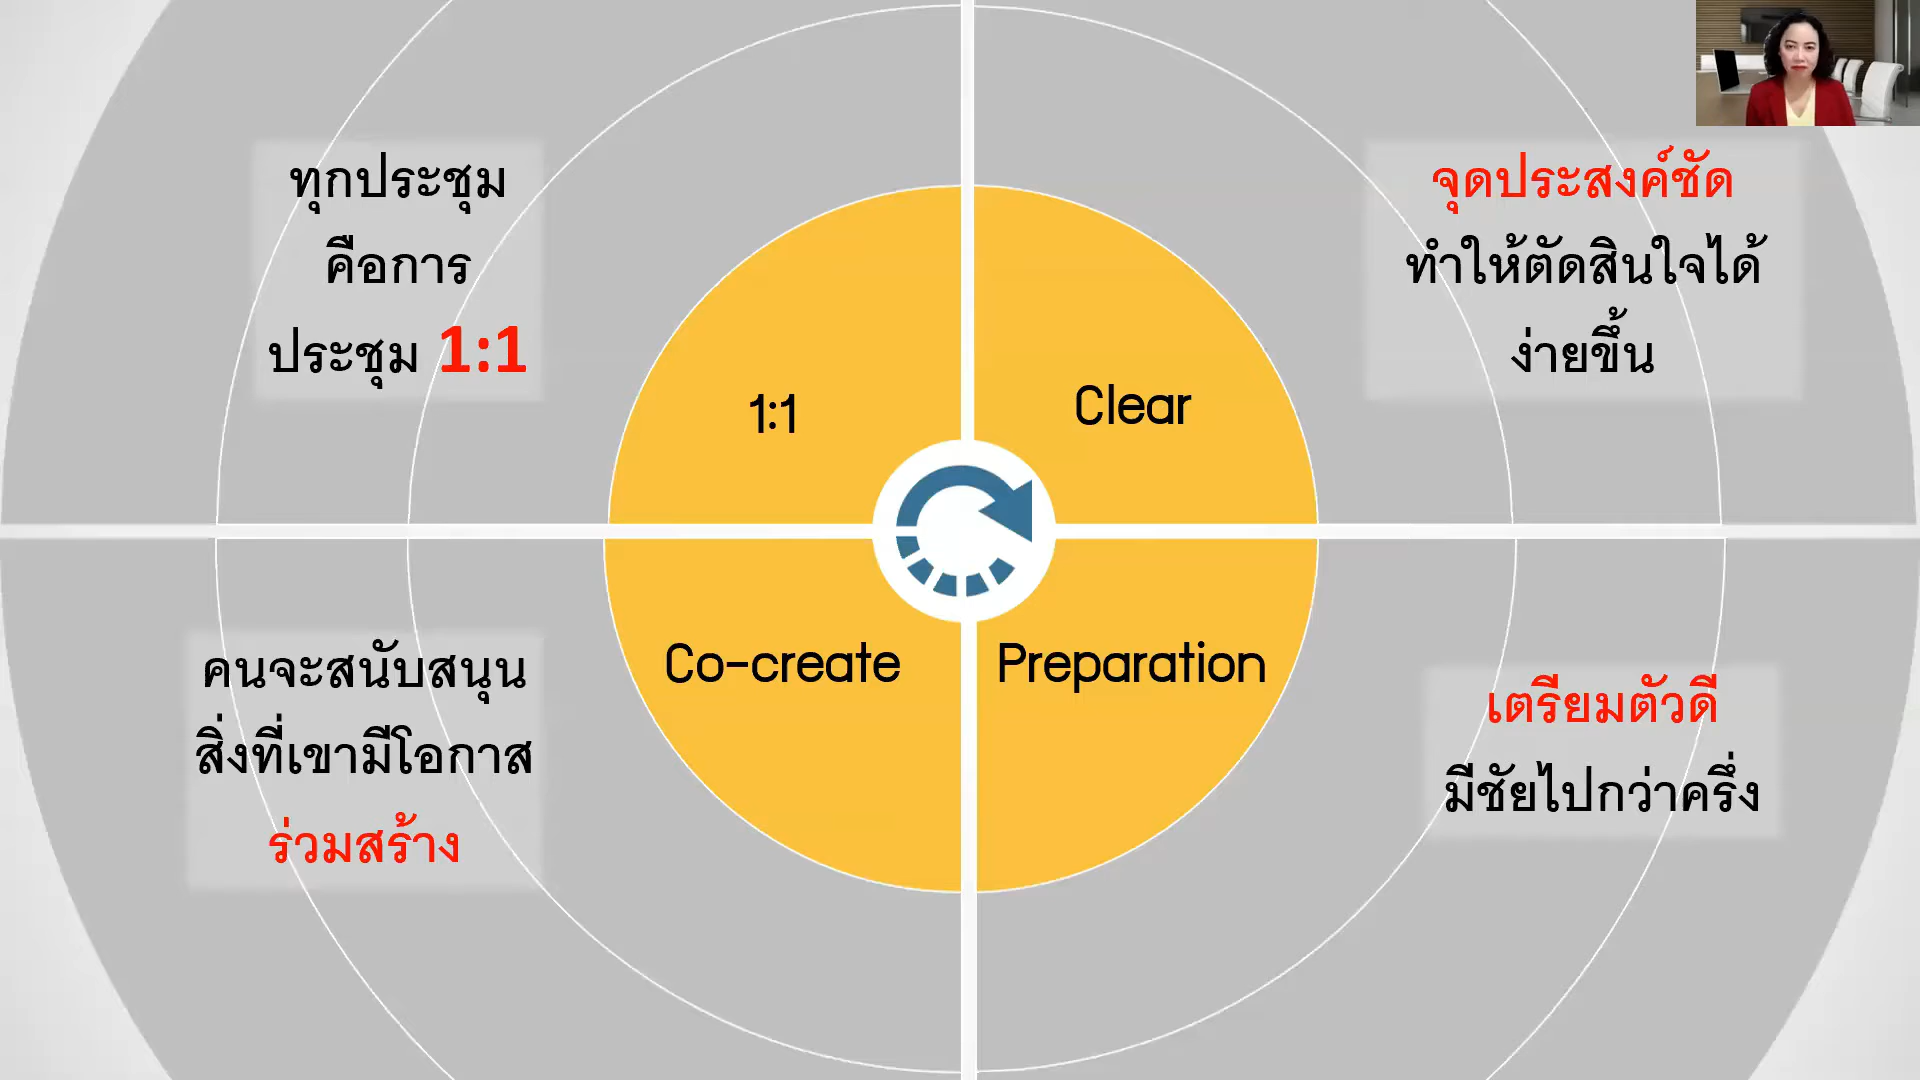 ทุกประชุม
คือการ
ประชุม 1:1
จุดประสงค์ชัด
ทำให้ตัดสินใจได้
ง่ายขึ้น
1:1
Clear
Co-create
Preparation
คนจะสนับสนุน
สิ่งที่เขามีโอกาส
ร่วมสร้าง
เตรียมตัวดี
มีชัยไปกว่าครึ่ง